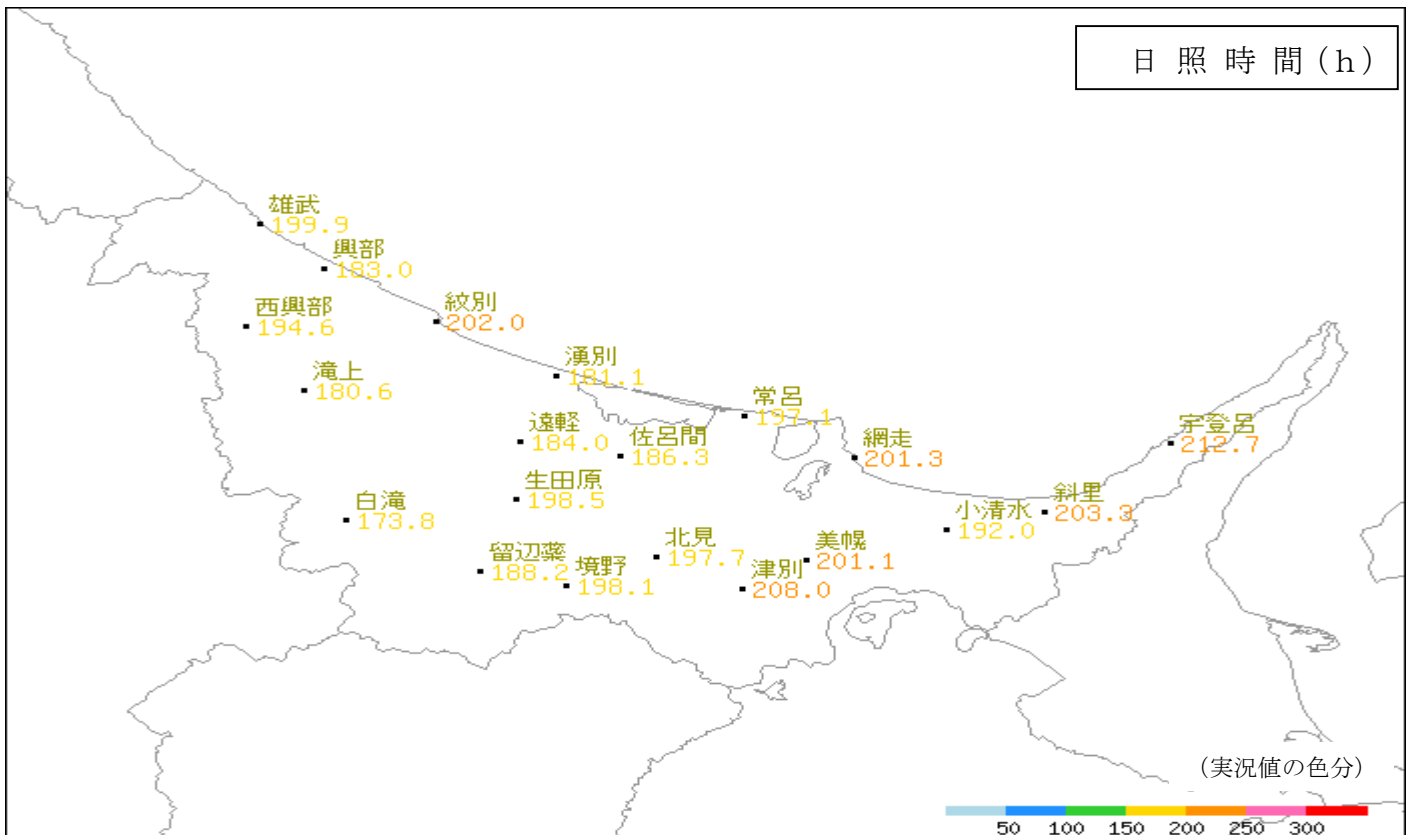 日照時間(h)
雄武
199.9
興部
183.0
西興部
194.6
紋別
202.0
滝上
180.6
湧別
181.1
常呂
197.1
遠軽
184.0
佐呂間
186.3
網走
201.3
宇登呂
212.7
生田原
198.5
白滝
173.8
斜里
203.3
小清水
192.0
北見
197.7
美幌
201.1
留辺蘂
188.2
境野
198.1
津別
208.0
(実況値の色分)
50 100 150 200 250 300